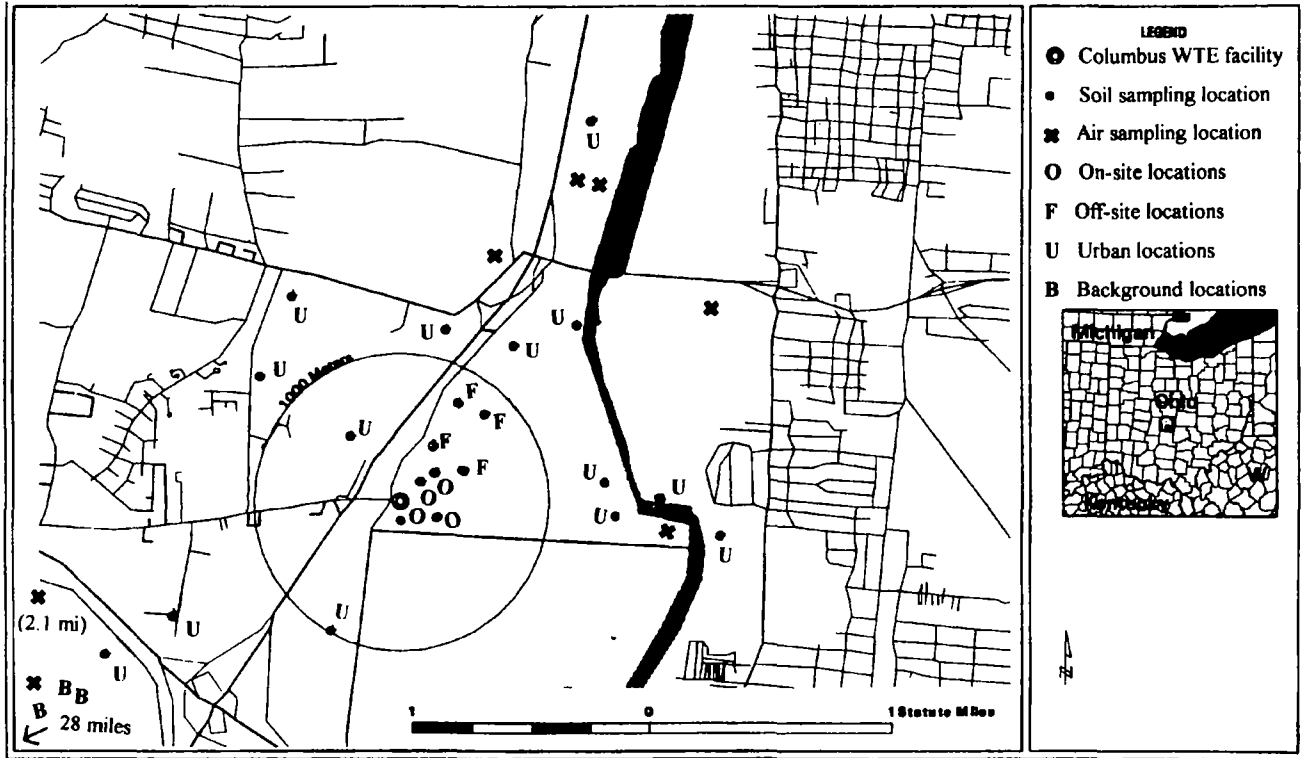 U
U
U
U
U
U
1000 Meters
F
F
U
F
F
U
U
O
O
U
O
O
U
U
(2.1 mi)
U
U
U
B
B
B
28 miles
1
0
1 Statute Miles
LEGEND
Columbus WTE facility
Soil sampling location
Air sampling location
O On-site locations
F Off-site locations
U Urban locations
B Background locations
Michigan
Ohio
Kentucky
N